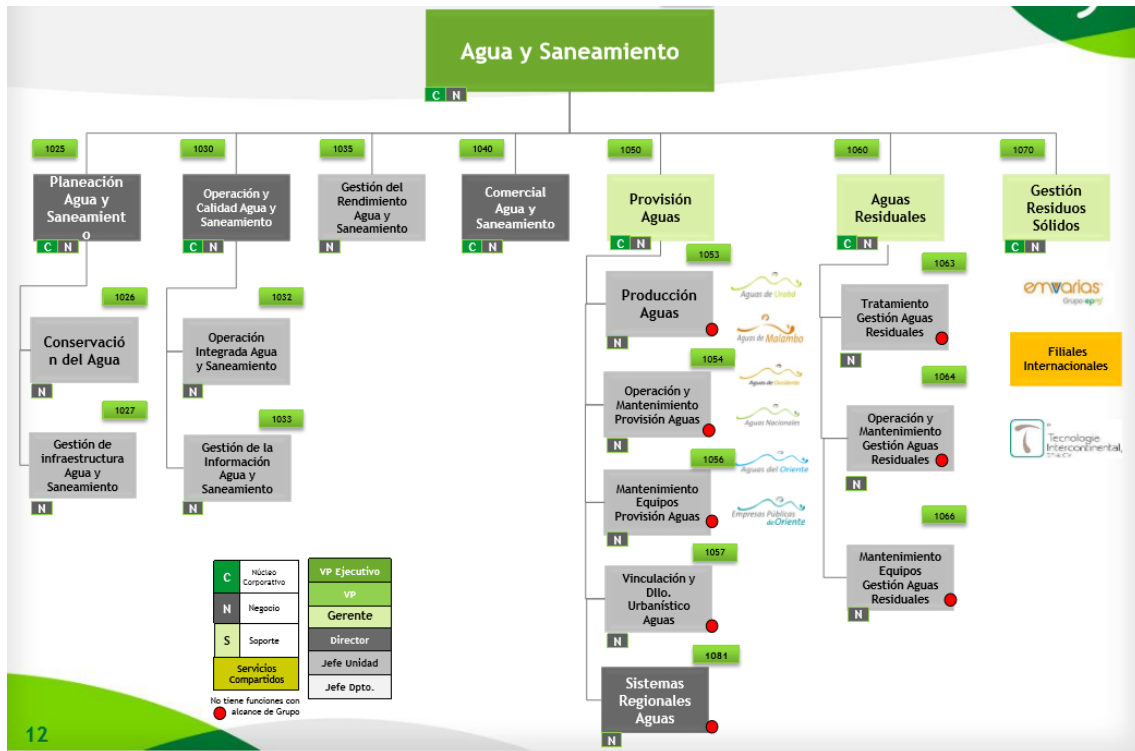 Agua y Saneamiento
C N
1025
1030
1035
1040
1050
1060
1070
Planeación
Agua y
Saneamient
o
C N
Operación y
Calidad Agua y
Saneamiento
C N
Gestión del
Rendimiento
Agua y
Saneamiento
N
Comercial
Agua y
Saneamiento
C N
Provisión
Aguas
C N
Aguas
Residuales
C N
Gestión
Residuos
Sólidos
C N
1026
Conservació
n del Agua
N
1027
Gestión de
infraestructura
Agua y
Saneamiento
N
1032
Operación
Integrada Agua
y Saneamiento
N
1033
Gestión de la
Información
Agua y
Saneamiento
N
1053
Producción
Aguas
N
1054
Operación y
Mantenimiento
Provisión Aguas
N
1056
Mantenimiento
Equipos
Provisión Aguas
N
1057
Vinculación y
Dllo.
Urbanístico
Aguas
N
1081
Sistemas
Regionales
Aguas
N
Aguas de Urabá
Aguas de Malambo
Aguas de Occidente
Aguas Nacionales
Aguas del Oriente
Empresas Públicas
de Oriente
1063
Tratamiento
Gestión Aguas
Residuales
N
1064
Operación y
Mantenimiento
Gestión Aguas
Residuales
N
1066
Mantenimiento
Equipos
Gestión Aguas
Residuales
N
emvarias
Grupo·epm
Filiales
Internacionales
Tecnología
Intercontinental,
C Núcleo
Corporativo
N Negocio
S Soporte
Servicios
Compartidos
No tiene funciones con
alcance de Grupo
VP Ejecutivo
VP
Gerente
Director
Jefe Unidad
Jefe Dpto.
12